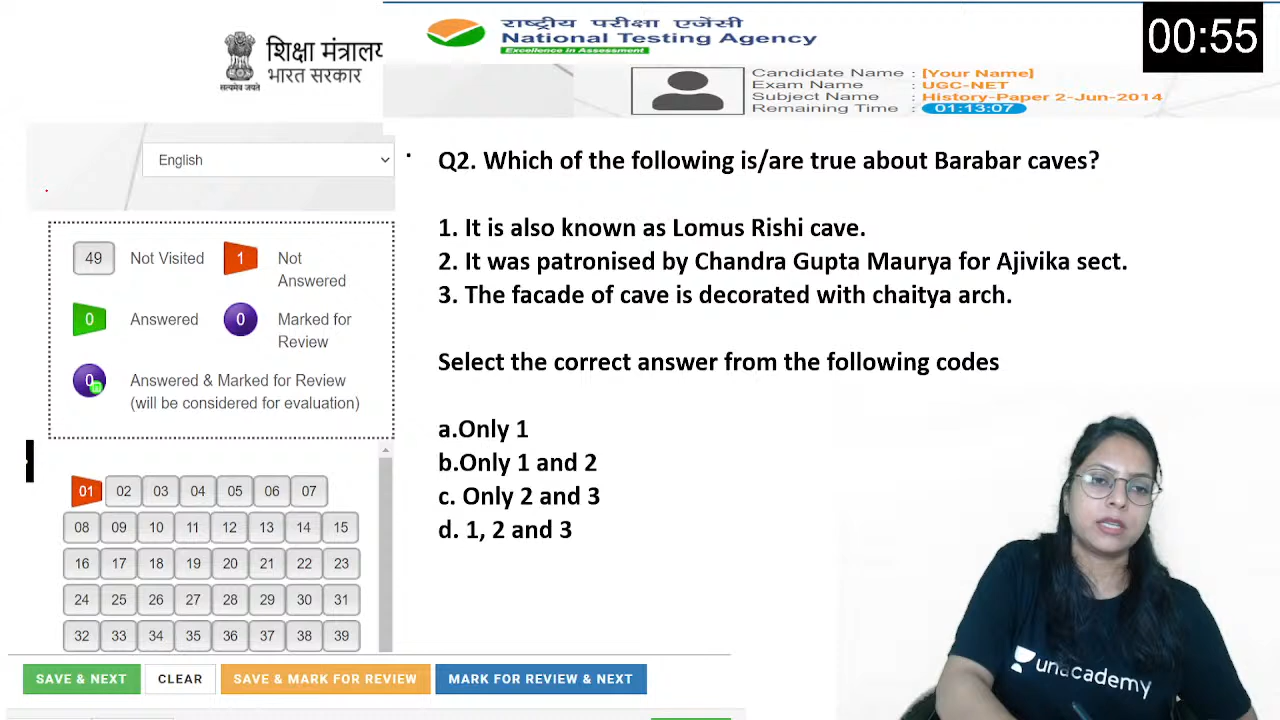 शिक्षा मंत्रालय
भारत सरकार
सत्यमेव जयते
राष्ट्रीय परीक्षा एजेंसी
National Testing Agency
Excellence in Assessment
00:55
Candidate Name : [Your Name]
Exam Name : UGC-NET
Subject Name : History-Paper 2-Jun-2014
Remaining Time : 01:13:07
English
49 Not Visited 1 Not Answered
0 Answered 0 Marked for Review
0 Answered & Marked for Review
(will be considered for evaluation)
01 02 03 04 05 06 07
08 09 10 11 12 13 14 15
16 17 18 19 20 21 22 23
24 25 26 27 28 29 30 31
32 33 34 35 36 37 38 39
Q2. Which of the following is/are true about Barabar caves?
1. It is also known as Lomus Rishi cave.
2. It was patronised by Chandra Gupta Maurya for Ajivika sect.
3. The facade of cave is decorated with chaitya arch.
Select the correct answer from the following codes
a.Only 1
b.Only 1 and 2
c. Only 2 and 3
d. 1, 2 and 3
SAVE & NEXT CLEAR SAVE & MARK FOR REVIEW MARK FOR REVIEW & NEXT
unacademy